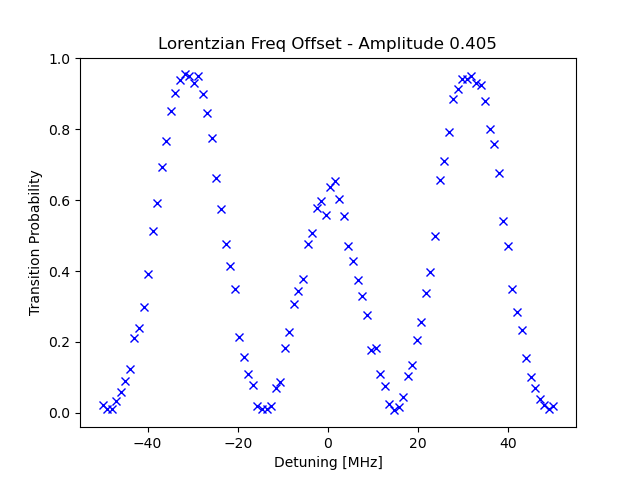 Lorentzian Freq Offset - Amplitude 0.405
Transition Probability
1.0
0.8
0.6
0.4
0.2
0.0
−40 −20 0 20 40
Detuning [MHz]